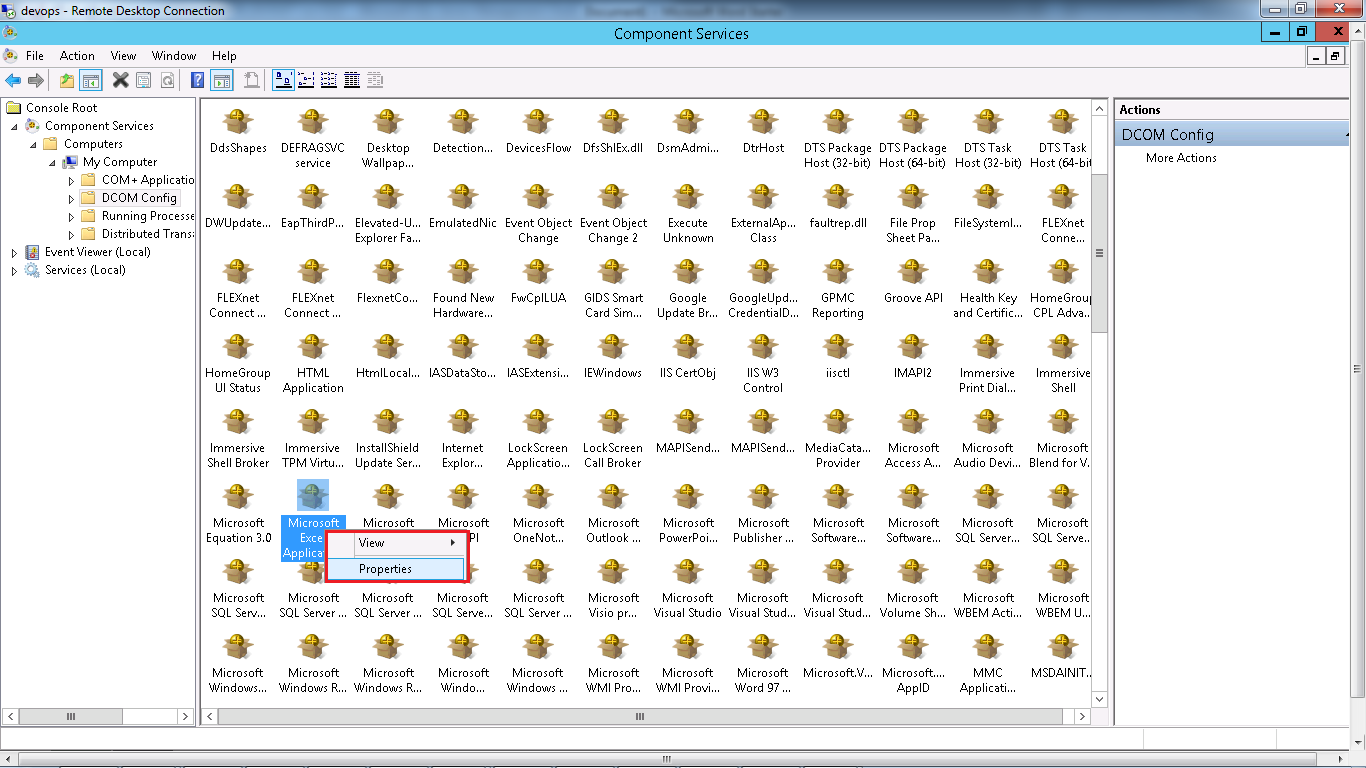 devops - Remote Desktop Connection
Component Services
File Action View Window Help
Console Root
Component Services
Computers
My Computer
COM+ Applicatio
DCOM Config
Running Processe
Distributed Trans
Event Viewer (Local)
Services (Local)
DdsShapes DEFRAGSVC Desktop Detection... DevicesFlow DfsShlEx.dll DsmAdmi... DtrHost DTS Package DTS Package DTS Task DTS Task
service Wallpap... Host (32-bit) Host (64-bit) Host (32-bit) Host (64-bi
DWUpdate... EapThirdP... Elevated-U... EmulatedNic Event Object Event Object Execute ExternalAp... faultrep.dll File Prop FileSystemI... FLEXnet
Explorer Fa... Change Change 2 Unknown Class Sheet Pa... Conne...
FLEXnet FLEXnet FlexnetCo... Found New FwCplLUA GIDS Smart Google GoogleUpd... GPMC Groove API Health Key HomeGroup
Connect ... Connect ... Hardware... Card Sim... Update Br... CredentialD... Reporting and Certific... CPL Adva...
HomeGroup HTML HtmlLocal... IASDataSto... IASExtensi... IEWindows IIS CertObj IIS W3 iisctl IMAPI2 Immersive Immersive
UI Status Application Control Print Dial... Shell
Immersive Immersive InstallShield Internet LockScreen LockScreen MAPISend... MAPISend... MediaCata... Microsoft Microsoft Microsoft
Shell Broker TPM Virtu... Update Ser... Explor... Applicatio... Call Broker Provider Access A... Audio Devi... Blend for V...
Microsoft Microsoft Microsoft Microsoft Microsoft Microsoft Microsoft Microsoft Microsoft Microsoft Microsoft Microsoft
Equation 3.0 Exce PI OneNot... Outlook ... PowerPoi... Publisher ... Software... Software... SQL Server... SQL Server...
Applicat
View
Properties
Microsoft Microsoft Microsoft Microsoft Microsoft Microsoft Microsoft Microsoft Microsoft Microsoft Microsoft Microsoft
SQL Serv... SQL Server ... SQL Server ... SQL Serve... SQL Server ... Visio pr... Visual Studio Visual Stud... Visual Stud... Volume Sh... WBEM Acti... WBEM U...
Microsoft Microsoft Microsoft Microsoft Microsoft Microsoft Microsoft Microsoft Microsoft.V... Microsoft.... MMC MSDAINIT...
Windows... Windows R... Windows R... Windo... Windows ... WMI Pro... WMI Provi... Word 97 ... AppID Applicati...
Actions
DCOM Config
More Actions